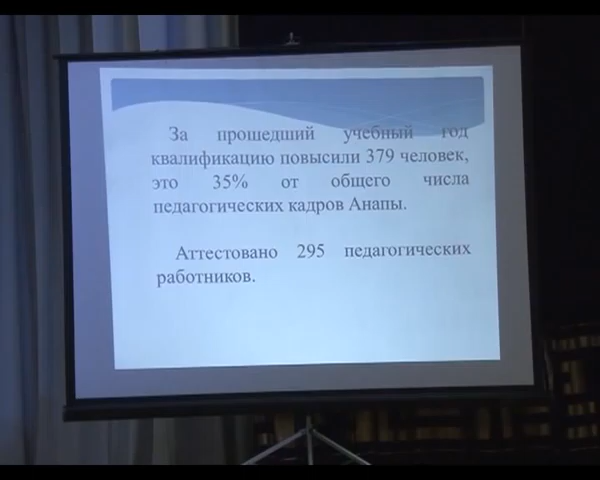 За прошедший учебный год
квалификацию повысили 379 человек,
это 35% от общего числа
педагогических кадров Анапы.
Аттестовано 295 педагогических
работников.